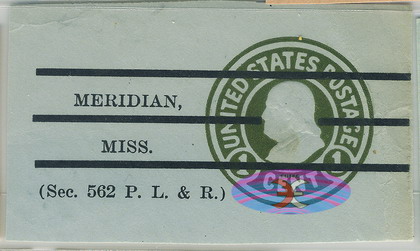 UNITED STATES POSTAGE
MERIDIAN,
MISS.
1 1
CENT
(Sec. 562 P. L. & R.)